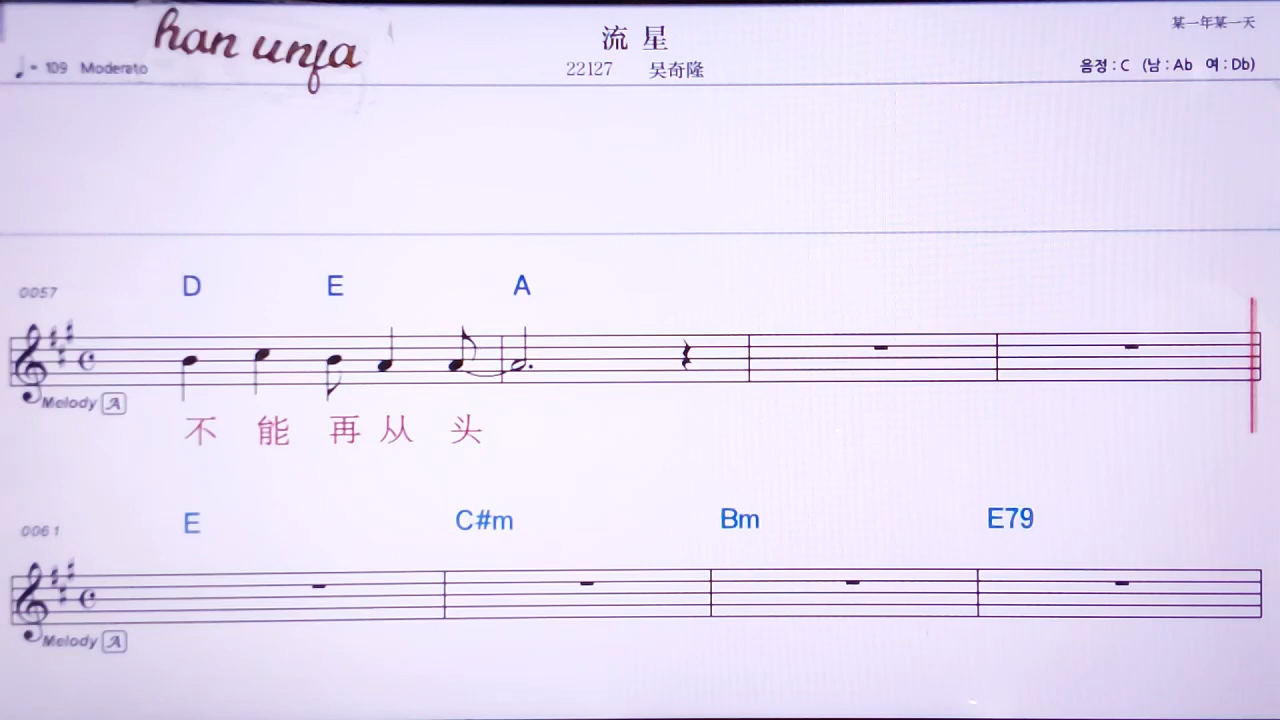 han unfa
流 星
某一年某一天
♩= 109 Moderato
22127 吴奇隆
음정 : C (남 : Ab 여 : Db)
D E A
0057
Melody A
不 能 再 从 头
E C#m Bm E79
0061
Melody A